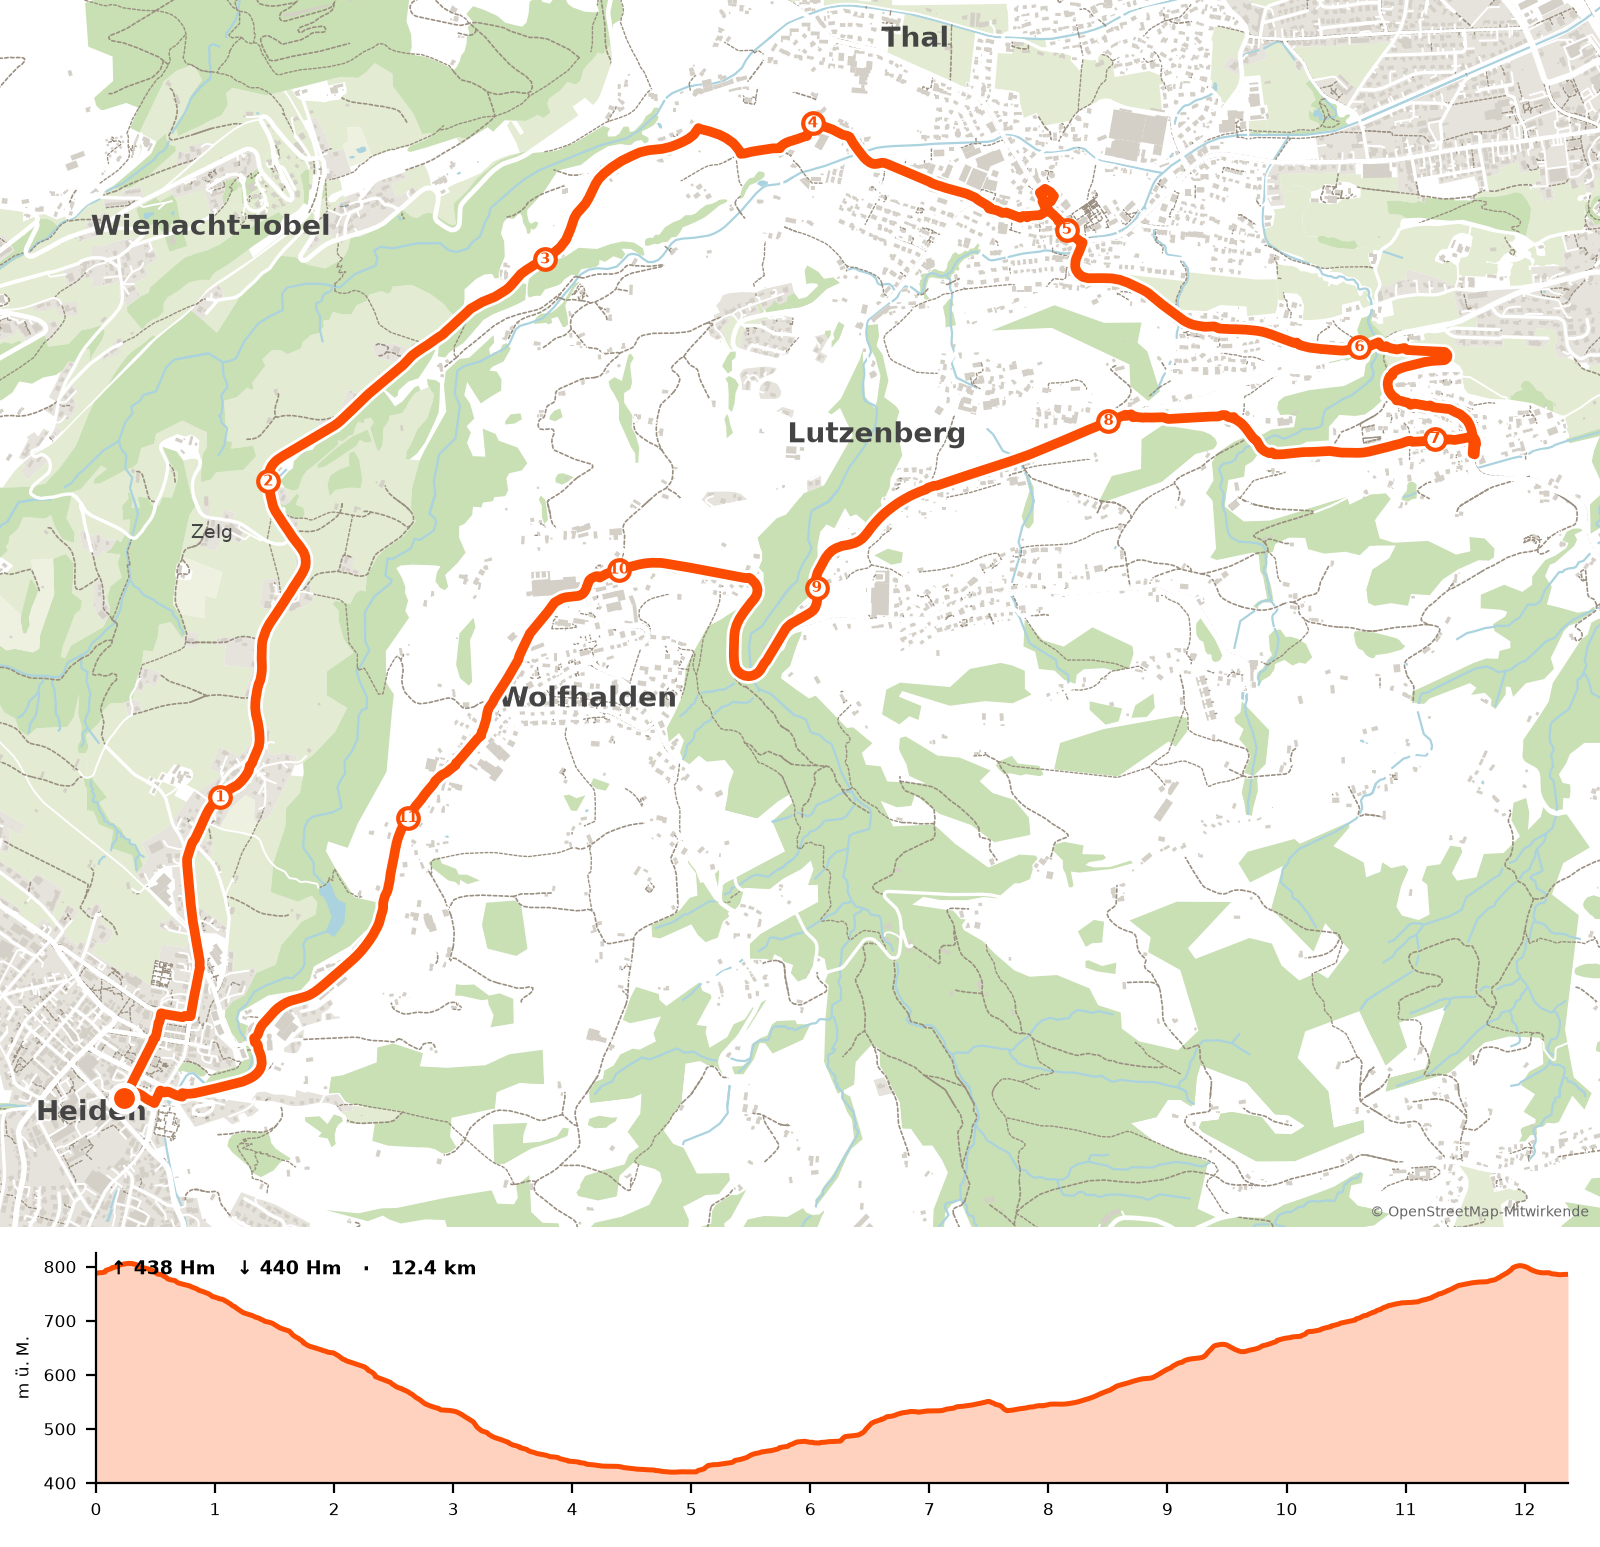 Thal
4
Wienacht-Tobel
5
3
6
8
Lutzenberg
7
2
Zelg
10
9
Wolfhalden
1
11
Heiden
© OpenStreetMap-Mitwirkende
↑ 438 Hm ↓ 440 Hm · 12.4 km
m ü. M.
800
700
600
500
400
0 1 2 3 4 5 6 7 8 9 10 11 12